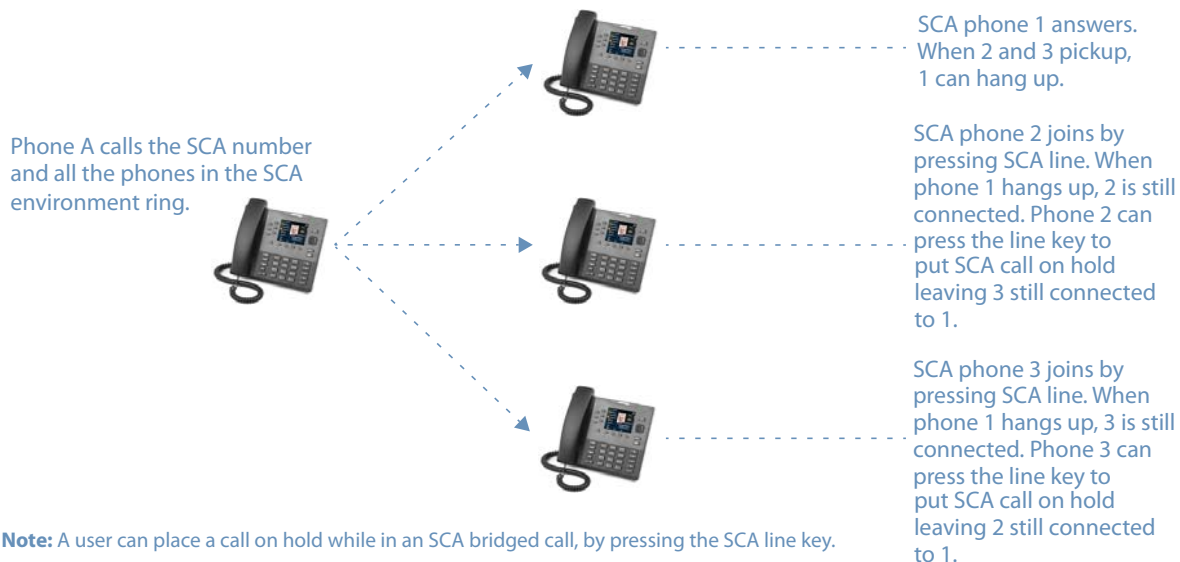 Phone A calls the SCA number
and all the phones in the SCA
environment ring.
SCA phone 1 answers.
When 2 and 3 pickup,
1 can hang up.
SCA phone 2 joins by
pressing SCA line. When
phone 1 hangs up, 2 is still
connected. Phone 2 can
press the line key to
put SCA call on hold
leaving 3 still connected
to 1.
SCA phone 3 joins by
pressing SCA line. When
phone 1 hangs up, 3 is still
connected. Phone 3 can
press the line key to
put SCA call on hold
leaving 2 still connected
to 1.
Note: A user can place a call on hold while in an SCA bridged call, by pressing the SCA line key.